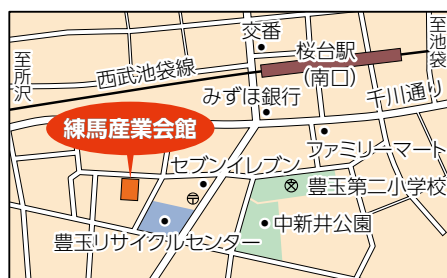 交番
至所沢
西武池袋線
桜台駅
(南口)
至池袋
みずほ銀行
千川通り
練馬産業会館
ファミリーマート
セブンイレブン
豊玉第二小学校
豊玉リサイクルセンター
中新井公園